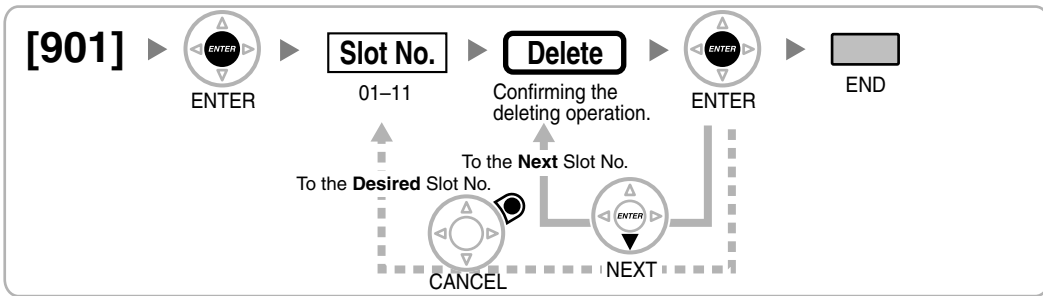 [901]
ENTER
ENTER
Slot No.
01–11
Delete
Confirming the
deleting operation.
ENTER
ENTER
END
To the Next Slot No.
To the Desired Slot No.
CANCEL
ENTER
NEXT